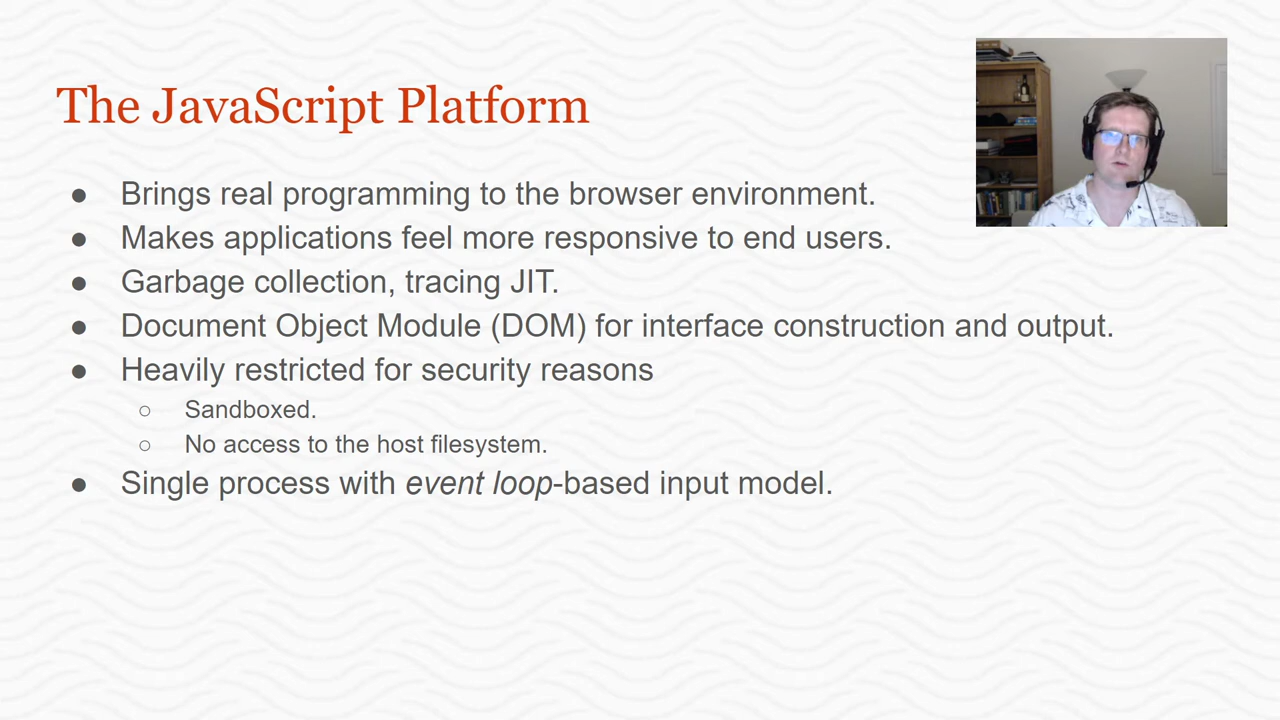 The JavaScript Platform
● Brings real programming to the browser environment.
● Makes applications feel more responsive to end users.
● Garbage collection, tracing JIT.
● Document Object Module (DOM) for interface construction and output.
● Heavily restricted for security reasons
○ Sandboxed.
○ No access to the host filesystem.
● Single process with event loop-based input model.